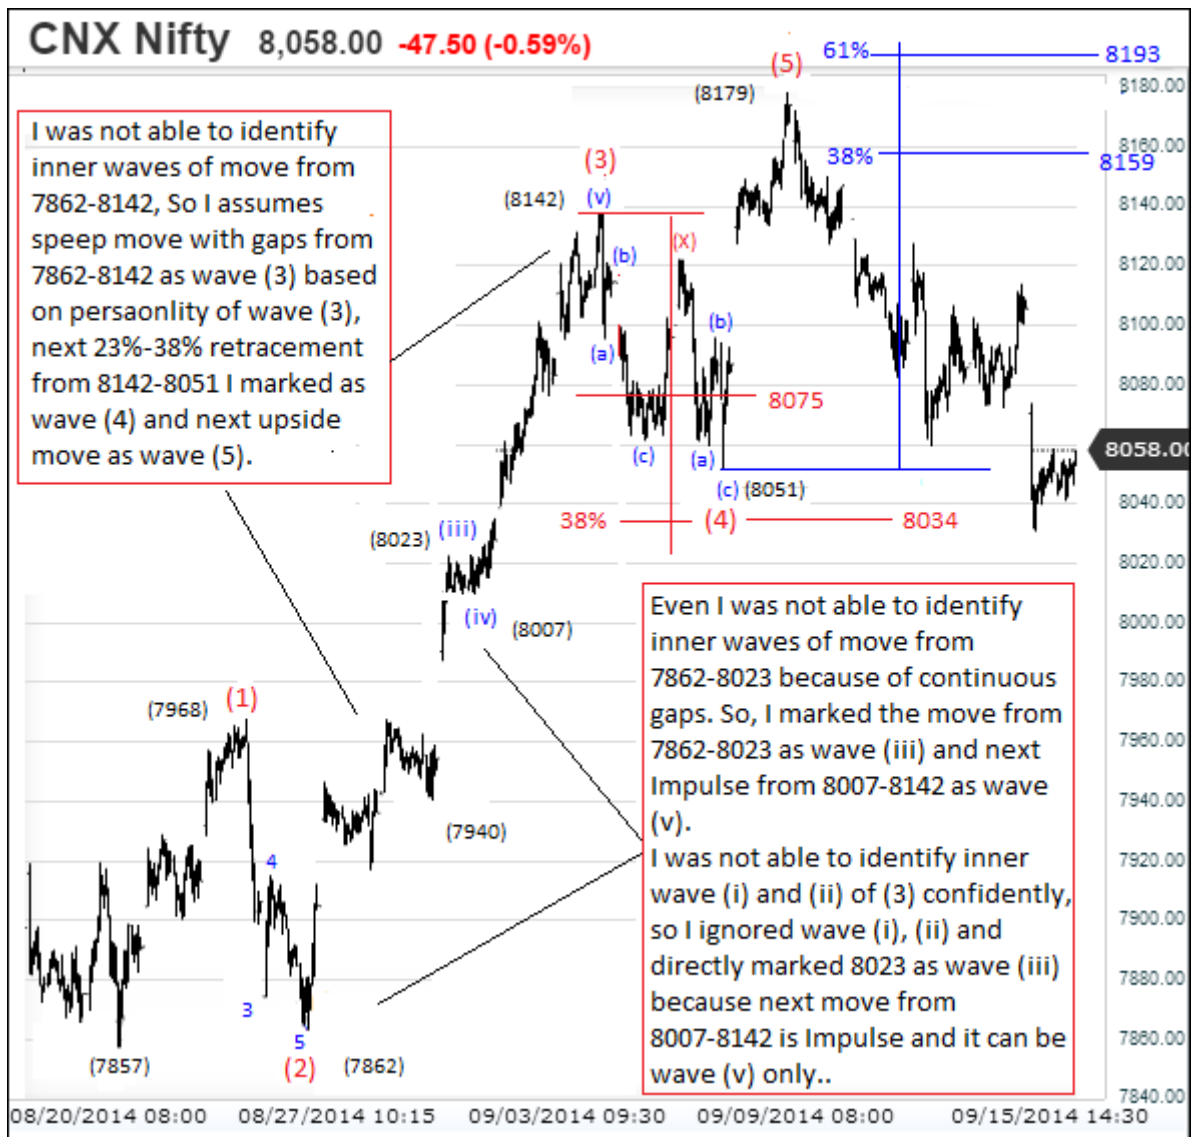 CNX Nifty 8,058.00 -47.50 (-0.59%)
61% 8193
(5)
(8179)
8180.00
I was not able to identify
inner waves of move from
7862-8142, So I assumes
speep move with gaps from
7862-8142 as wave (3) based
on persaonlity of wave (3),
next 23%-38% retracement
from 8142-8051 I marked as
wave (4) and next upside
move as wave (5).
8160.00
38% 8159
(3)
(8142) (v)
8140.00
(X)
(b)
8120.00
8100.00
(b)
(a)
8080.00
8075
(c) (a)
8058.00
(c) (8051)
8040.00
38% (4) 8034
(8023) (iii)
8020.00
(iv) (8007)
8000.00
Even I was not able to identify
inner waves of move from
7862-8023 because of continuous
gaps. So, I marked the move from
7862-8023 as wave (iii) and next
Impulse from 8007-8142 as wave
(v).
I was not able to identify inner
wave (i) and (ii) of (3) confidently,
so I ignored wave (i), (ii) and
directly marked 8023 as wave (iii)
because next move from
8007-8142 is Impulse and it can be
wave (v) only..
7980.00
(7968) (1)
7960.00
7940.00
(7940)
4
7920.00
7900.00
7880.00
3
7860.00
5
(7857) (2) (7862)
7840.00
08/20/2014 08:00 08/27/2014 10:15 09/03/2014 09:30 09/09/2014 08:00 09/15/2014 14:30